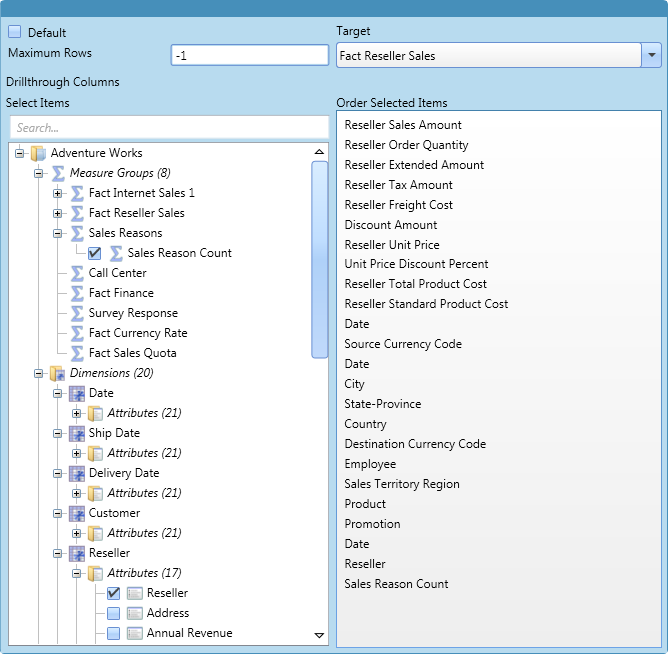 Default
Maximum Rows
-1
Target
Fact Reseller Sales
Drillthrough Columns
Select Items
Search...
Adventure Works
Measure Groups (8)
Fact Internet Sales 1
Fact Reseller Sales
Sales Reasons
Sales Reason Count
Call Center
Fact Finance
Survey Response
Fact Currency Rate
Fact Sales Quota
Dimensions (20)
Date
Attributes (21)
Ship Date
Attributes (21)
Delivery Date
Attributes (21)
Customer
Attributes (21)
Reseller
Attributes (17)
Reseller
Address
Annual Revenue
Order Selected Items
Reseller Sales Amount
Reseller Order Quantity
Reseller Extended Amount
Reseller Tax Amount
Reseller Freight Cost
Discount Amount
Reseller Unit Price
Unit Price Discount Percent
Reseller Total Product Cost
Reseller Standard Product Cost
Date
Source Currency Code
Date
City
State-Province
Country
Destination Currency Code
Employee
Sales Territory Region
Product
Promotion
Date
Reseller
Sales Reason Count